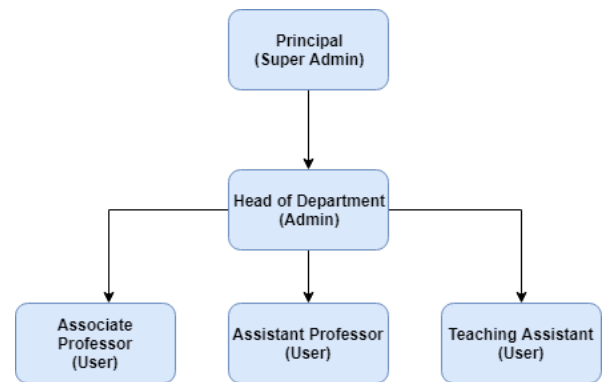 Principal
(Super Admin)
Head of Department
(Admin)
Associate
Professor
(User)
Assistant Professor
(User)
Teaching Assistant
(User)